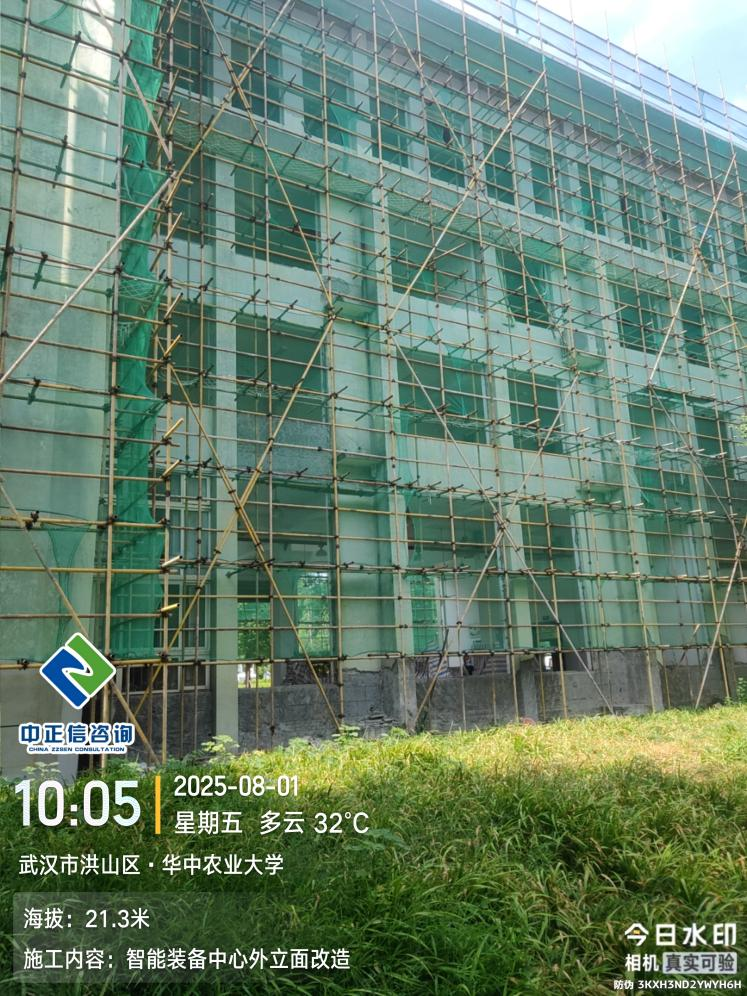 中正信咨询
CHINA ZZSEN CONSULTATION
10:05
2025-08-01
星期五 多云 32°C
武汉市洪山区·华中农业大学
海拔：21.3米
施工内容：智能装备中心外立面改造
今日水印
相机 真实可验
防伪 3KXH3ND2YWYH6H